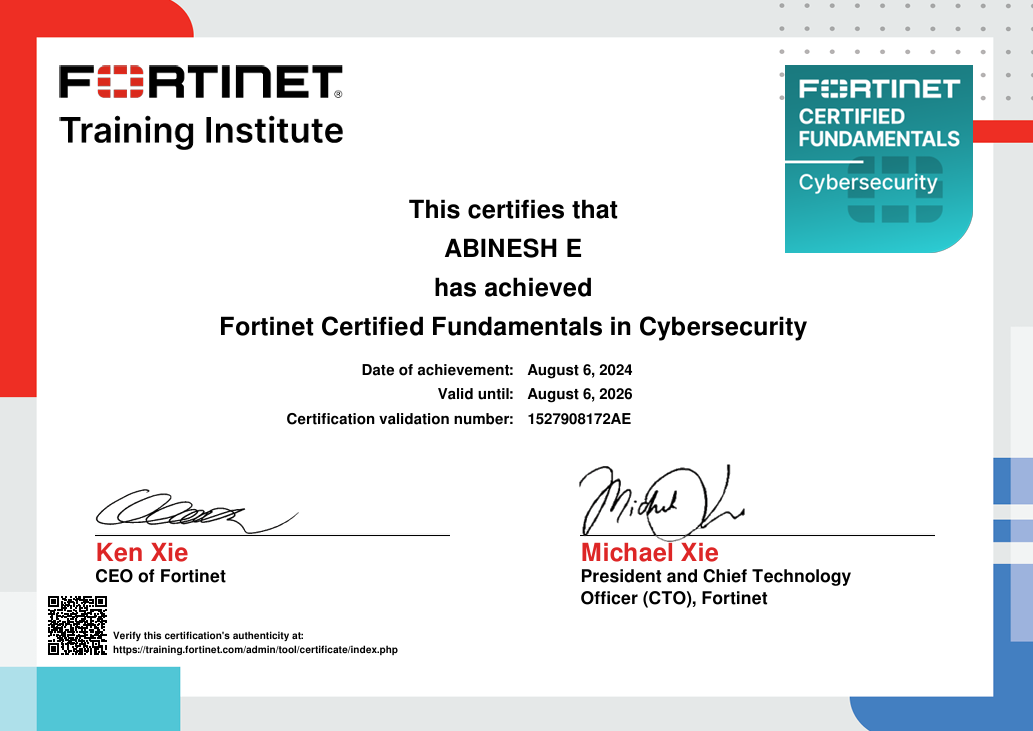 FORTINET®
Training Institute
FORTINET
CERTIFIED
FUNDAMENTALS
Cybersecurity
This certifies that
ABINESH E
has achieved
Fortinet Certified Fundamentals in Cybersecurity
Date of achievement: August 6, 2024
Valid until: August 6, 2026
Certification validation number: 1527908172AE
Ken Xie
CEO of Fortinet
Michael Xie
President and Chief Technology
Officer (CTO), Fortinet
Verify this certification's authenticity at:
https://training.fortinet.com/admin/tool/certificate/index.php